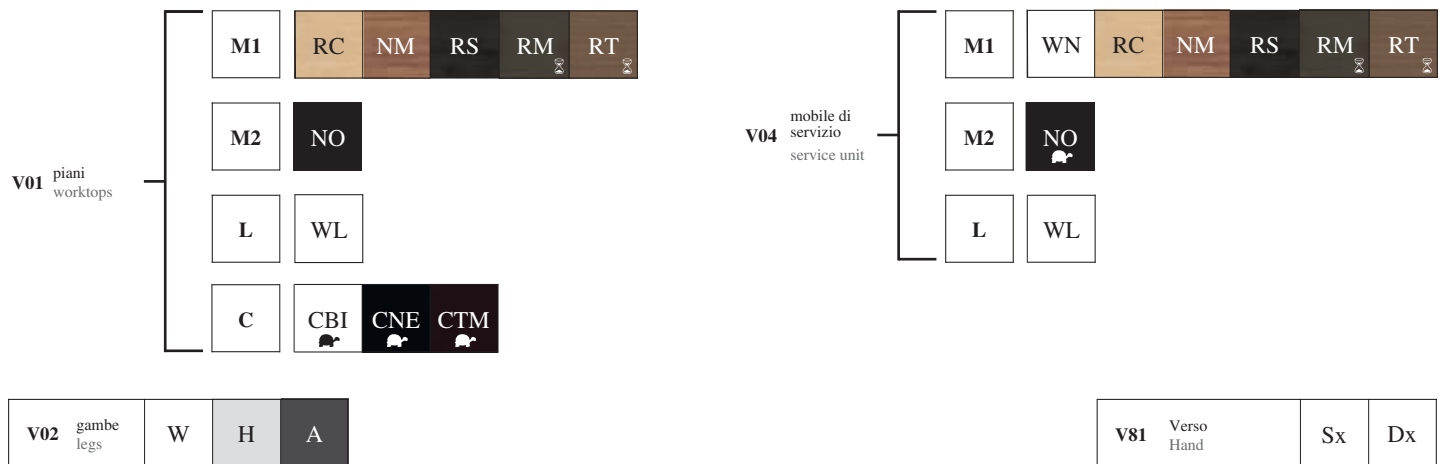 M1 RC NM RS RM RT
M2 NO
V01 piani
worktops
L WL
C CBI CNE CTM
V02 gambe
legs
W H A
M1 WN RC NM RS RM RT
V04 mobile di
servizio
service unit
M2 NO
L WL
V81 Verso
Hand
Sx Dx